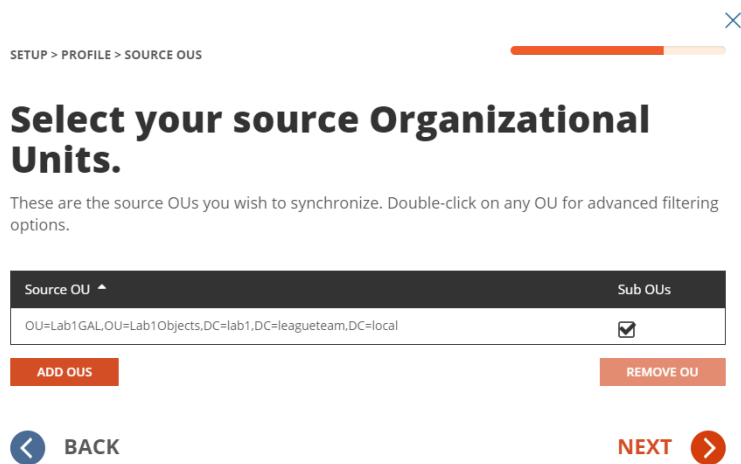 SETUP > PROFILE > SOURCE OUS
Select your source Organizational
Units.
These are the source OUs you wish to synchronize. Double-click on any OU for advanced filtering
options.
Source OU Sub OUs
OU=Lab1GAL,OU=Lab1Objects,DC=lab1,DC=leagueteam,DC=local
ADD OUS REMOVE OU
BACK NEXT